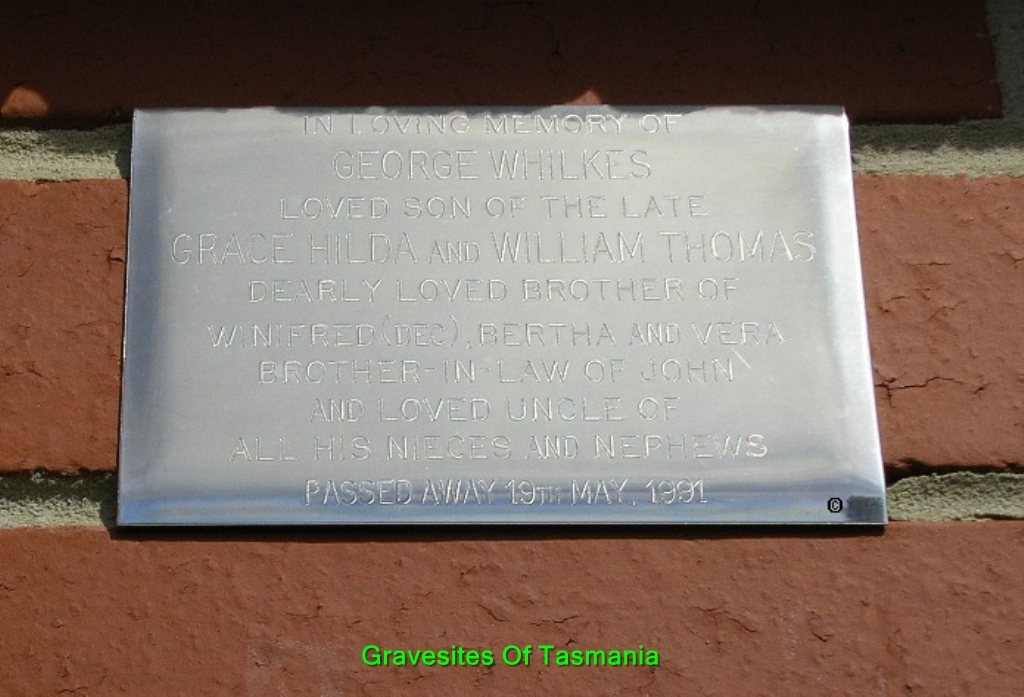 IN LOVING MEMORY OF
GEORGE WHILKES
LOVED SON OF THE LATE
GRACE HILDA AND WILLIAM THOMAS
DEARLY LOVED BROTHER OF
WINIFRED (DEC), BERTHA AND VERA
BROTHER-IN-LAW OF JOHN
AND LOVED UNCLE OF
ALL HIS NIECES AND NEPHEWS
PASSED AWAY 19TH MAY, 1991
©
Gravesites Of Tasmania